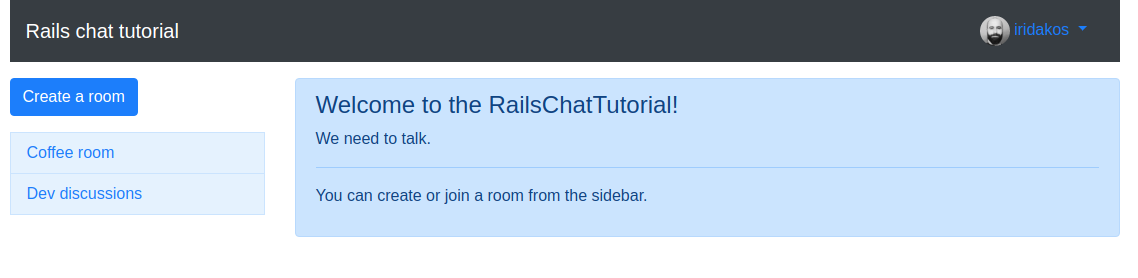 Rails chat tutorial
iridakos
Create a room
Coffee room
Dev discussions
Welcome to the RailsChatTutorial!
We need to talk.
You can create or join a room from the sidebar.